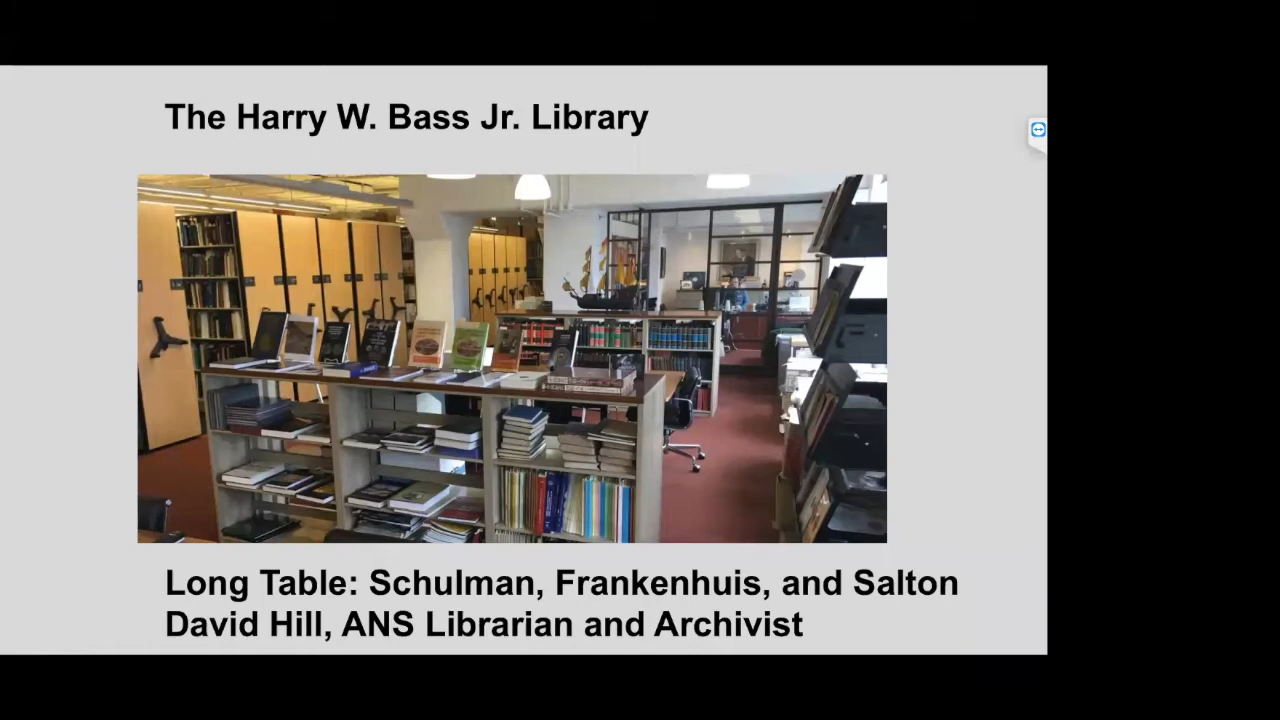 The Harry W. Bass Jr. Library
Long Table: Schulman, Frankenhuis, and Salton
David Hill, ANS Librarian and Archivist